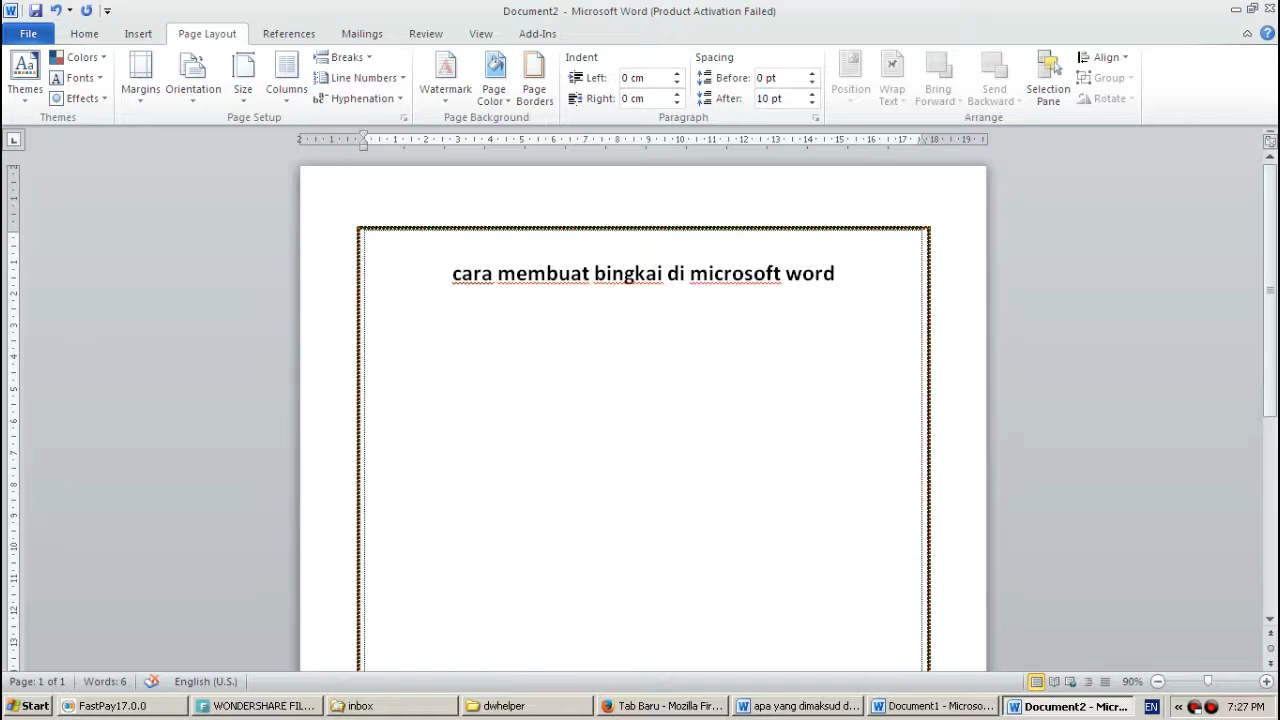 Document2 - Microsoft Word (Product Activation Failed)
File Home Insert Page Layout References Mailings Review View Add-Ins
Themes Colors Fonts Effects
Margins Orientation Size Columns Breaks Line Numbers Hyphenation
Watermark Page Color Page Borders
Indent Left: 0 cm Right: 0 cm
Spacing Before: 0 pt After: 10 pt
Position Wrap Text Bring Forward Send Backward Selection Pane Align Group Rotate
Themes Page Setup Page Background Paragraph Arrange
cara membuat bingkai di microsoft word
Page: 1 of 1 Words: 6 English (U.S.) 90%
Start FastPay17.0.0 WONDERSHARE FIL... inbox dwhelper Tab Baru - Mozilla Fir... apa yang dimaksud d... Document1 - Microso... Document2 - Micr... EN 7:27 PM